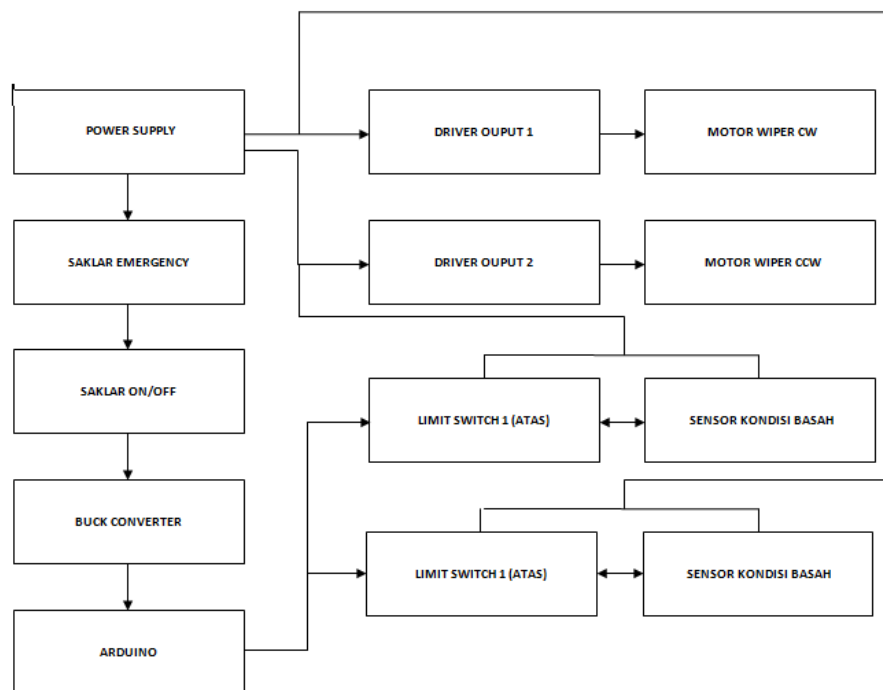 POWER SUPPLY
DRIVER OUPUT 1
MOTOR WIPER CW
SAKLAR EMERGENCY
DRIVER OUPUT 2
MOTOR WIPER CCW
SAKLAR ON/OFF
LIMIT SWITCH 1 (ATAS)
SENSOR KONDISI BASAH
BUCK CONVERTER
LIMIT SWITCH 1 (ATAS)
SENSOR KONDISI BASAH
ARDUINO